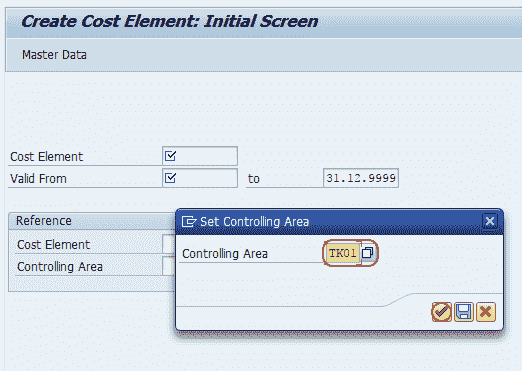 Create Cost Element: Initial Screen
Master Data
Cost Element
Valid From to 31.12.9999
Reference
Cost Element
Controlling Area
Set Controlling Area
Controlling Area TK01